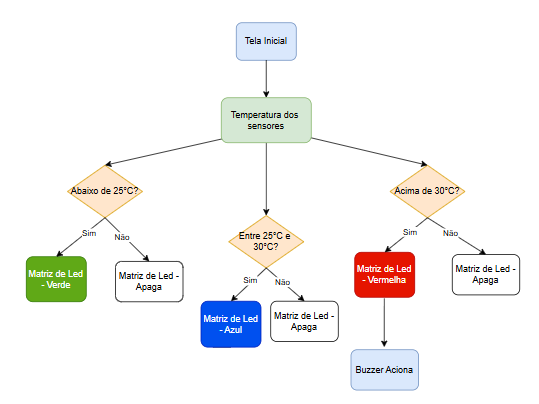 Tela Inicial
Temperatura dos
sensores
Abaixo de 25°C?
Acima de 30°C?
Entre 25°C e
30°C?
Sim
Não
Sim
Não
Matriz de Led
- Verde
Matriz de Led -
Apaga
Matriz de Led
- Vermelha
Matriz de Led -
Apaga
Sim
Não
Matriz de Led
- Azul
Matriz de Led -
Apaga
Buzzer Aciona